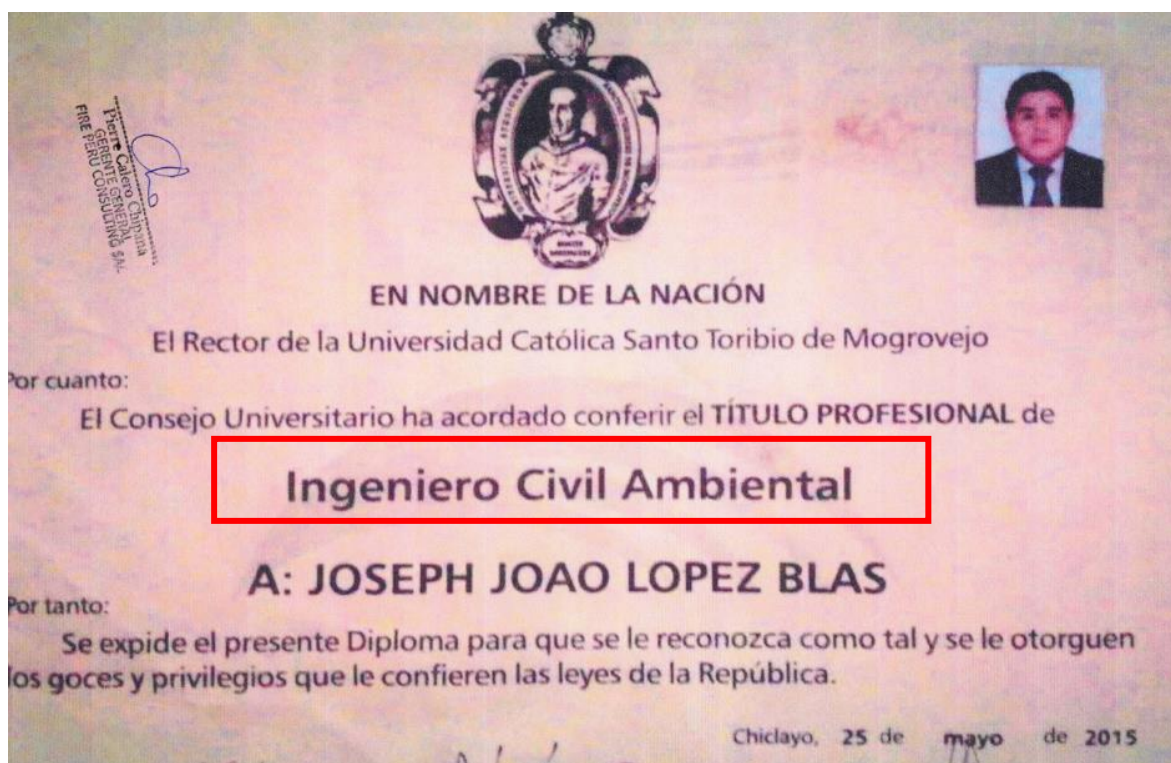 Pierre Calero Chipana
GERENTE GENERAL
FIRE PERU CONSULTING SAC
EN NOMBRE DE LA NACIÓN
El Rector de la Universidad Católica Santo Toribio de Mogrovejo
Por cuanto:
El Consejo Universitario ha acordado conferir el TÍTULO PROFESIONAL de
Ingeniero Civil Ambiental
A: JOSEPH JOAO LOPEZ BLAS
Por tanto:
Se expide el presente Diploma para que se le reconozca como tal y se le otorguen
los goces y privilegios que le confieren las leyes de la República.
Chiclayo, 25 de mayo de 2015